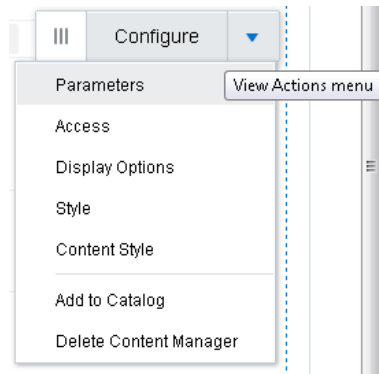 Configure
Parameters
View Actions menu
Access
Display Options
Style
Content Style
Add to Catalog
Delete Content Manager